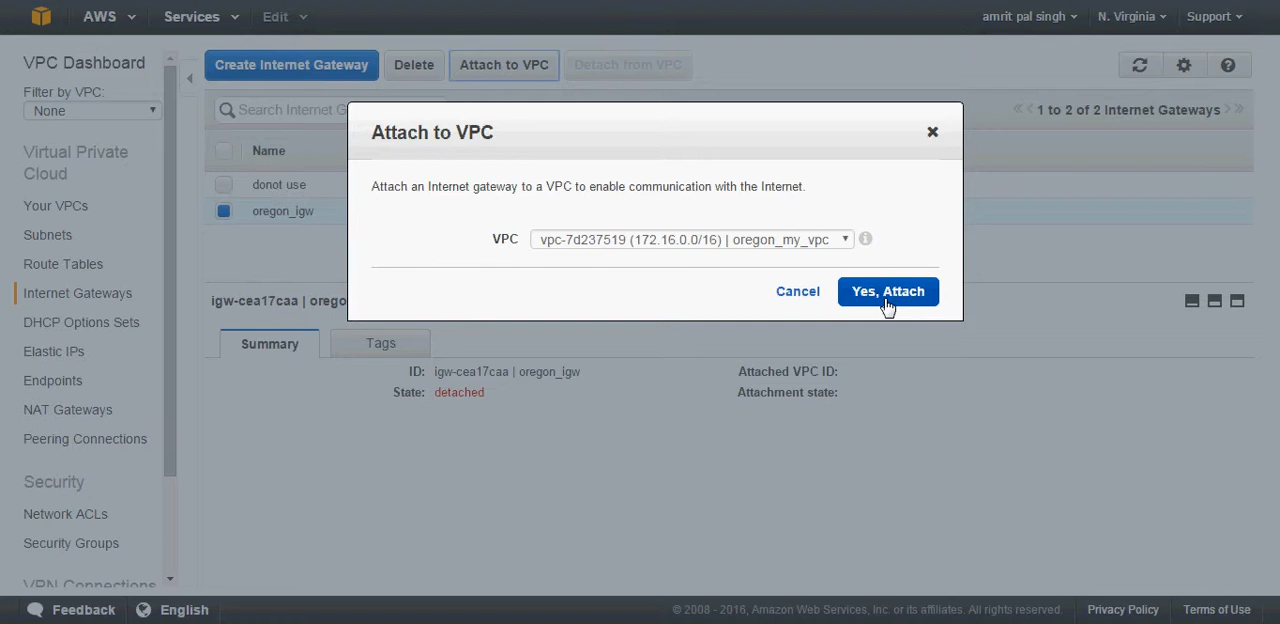 AWS Services Edit amrit pal singh N. Virginia Support
VPC Dashboard
Filter by VPC:
None
Virtual Private
Cloud
Your VPCs
Subnets
Route Tables
Internet Gateways
DHCP Options Sets
Elastic IPs
Endpoints
NAT Gateways
Peering Connections
Security
Network ACLs
Security Groups
VPN Connections
Create Internet Gateway Delete Attach to VPC Detach from VPC
Search Internet G
1 to 2 of 2 Internet Gateways
Name
donot use
oregon_igw
Attach to VPC
Attach an Internet gateway to a VPC to enable communication with the Internet.
VPC vpc-7d237519 (172.16.0.0/16) | oregon_my_vpc
Cancel Yes, Attach
igw-cea17caa | orego
Summary Tags
ID: igw-cea17caa | oregon_igw Attached VPC ID:
State: detached Attachment state:
Feedback English © 2008 - 2016, Amazon Web Services, Inc. or its affiliates. All rights reserved. Privacy Policy Terms of Use